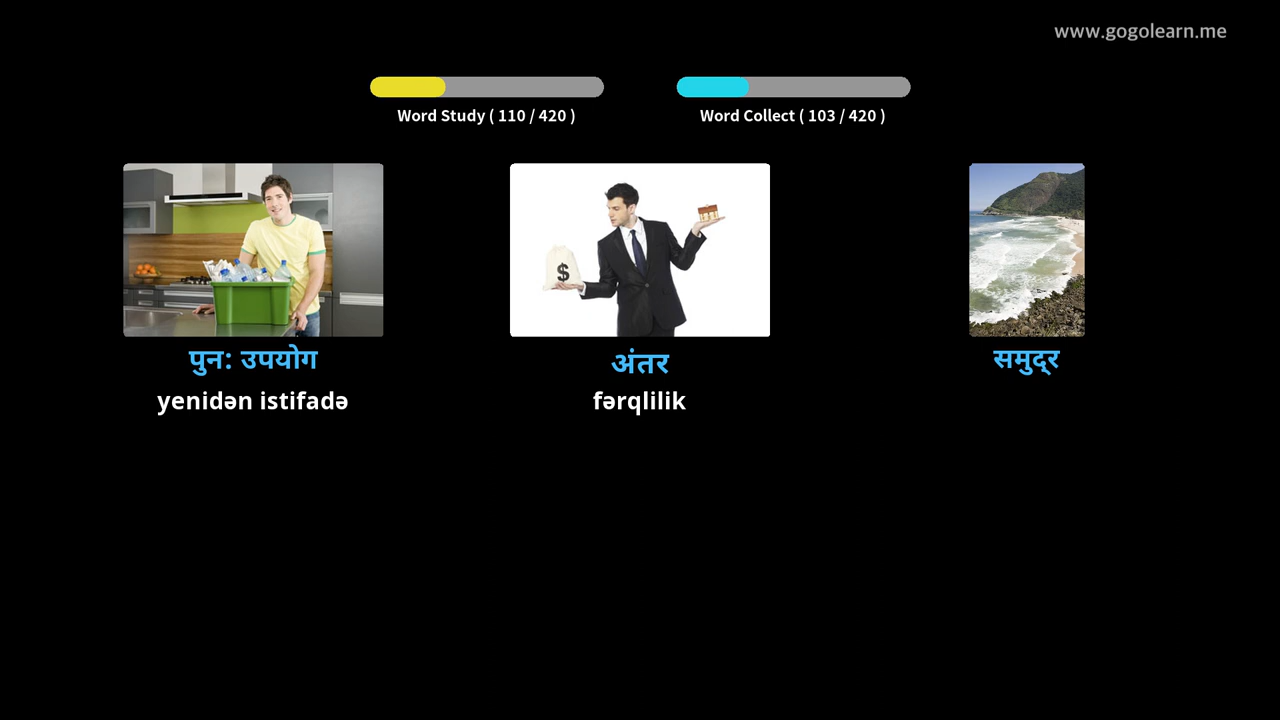 www.gogolearn.me
Word Study ( 110 / 420 )
Word Collect ( 103 / 420 )
$
पुन: उपयोग
yenidən istifadə
अंतर
fərqlilik
समुद्र